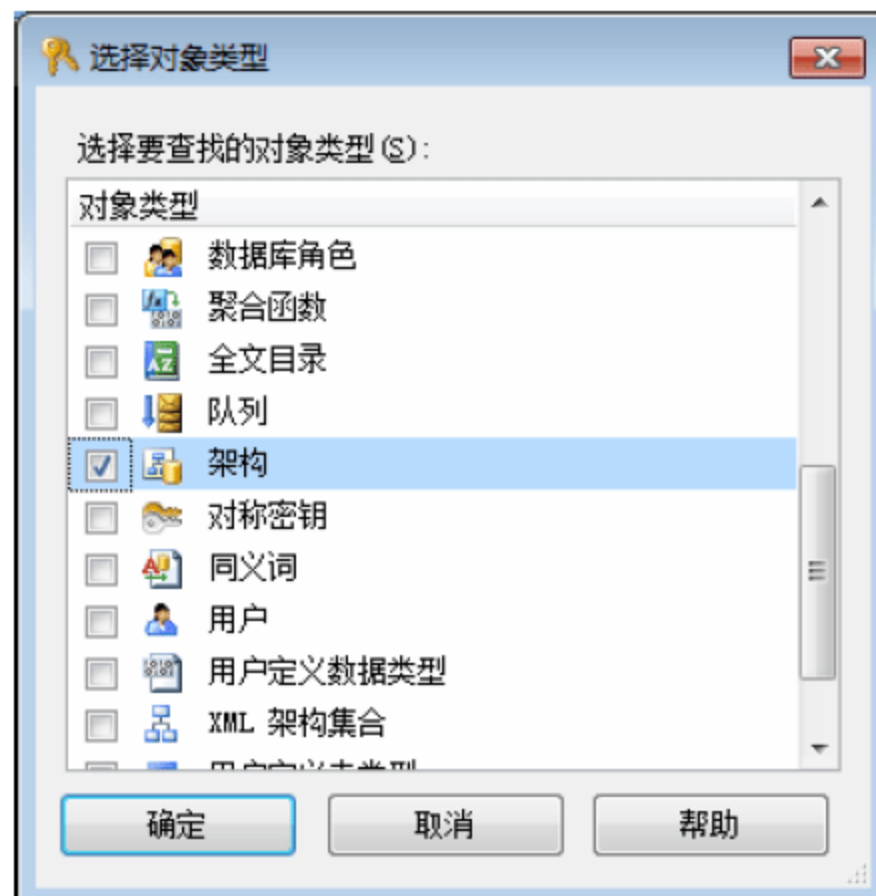 选择对象类型
选择要查找的对象类型(S):
对象类型
数据库角色
聚合函数
全文目录
队列
架构
对称密钥
同义词
用户
用户定义数据类型
XML 架构集合
确定 取消 帮助